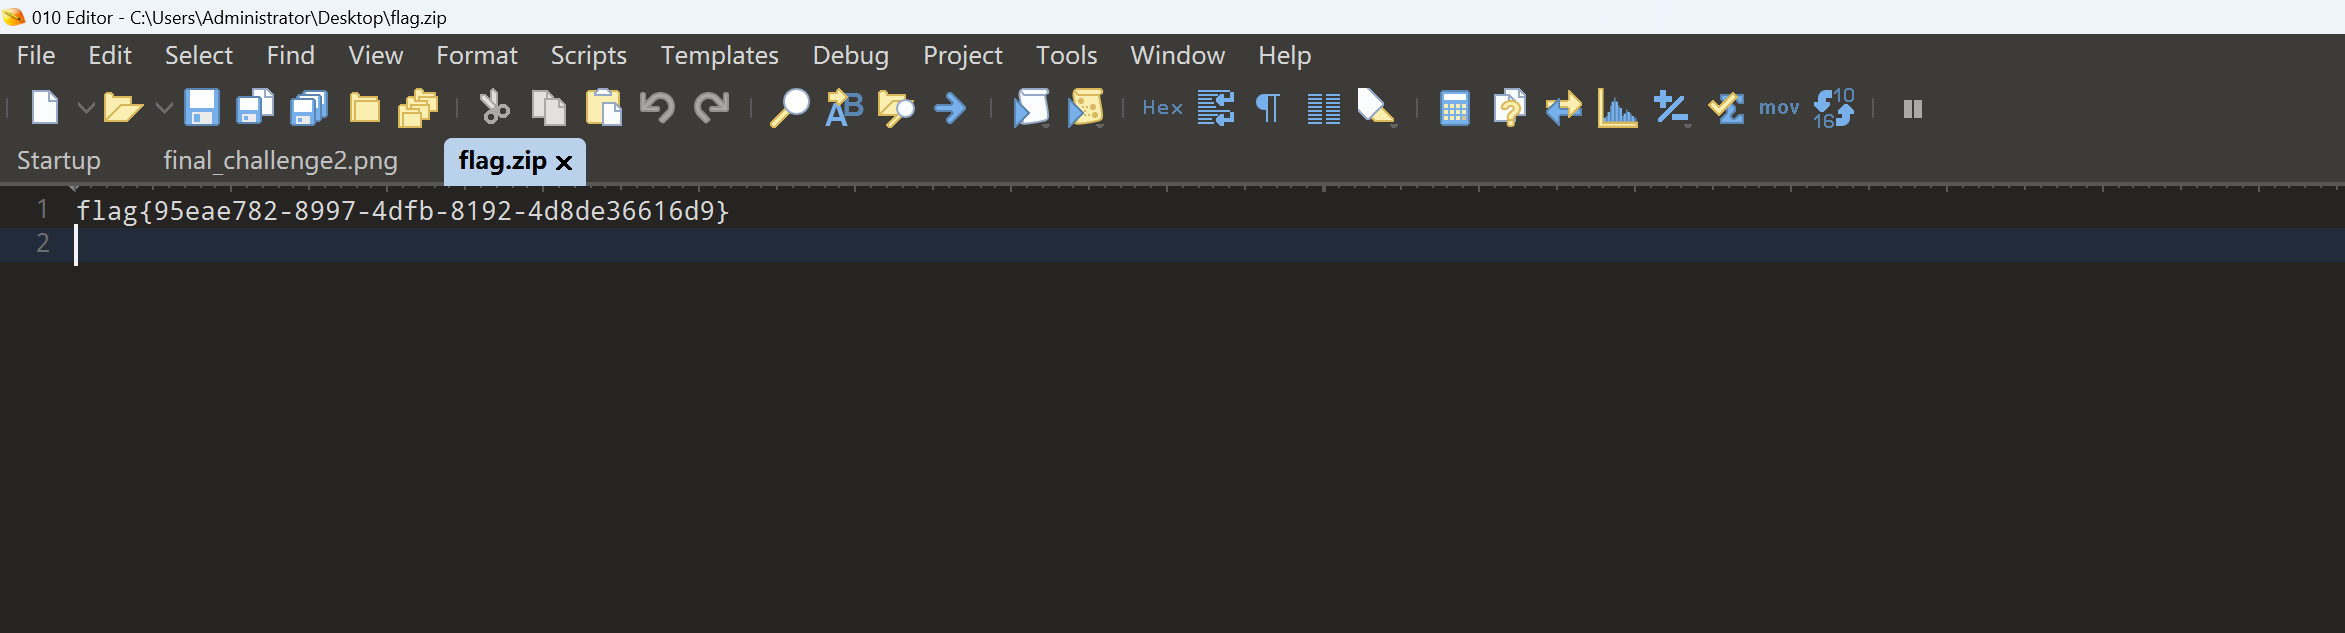 010 Editor - C:\Users\Administrator\Desktop\flag.zip
File Edit Select Find View Format Scripts Templates Debug Project Tools Window Help
Hex mov 10 16
Startup final_challenge2.png flag.zip
1 flag{95eae782-8997-4dfb-8192-4d8de36616d9}
2